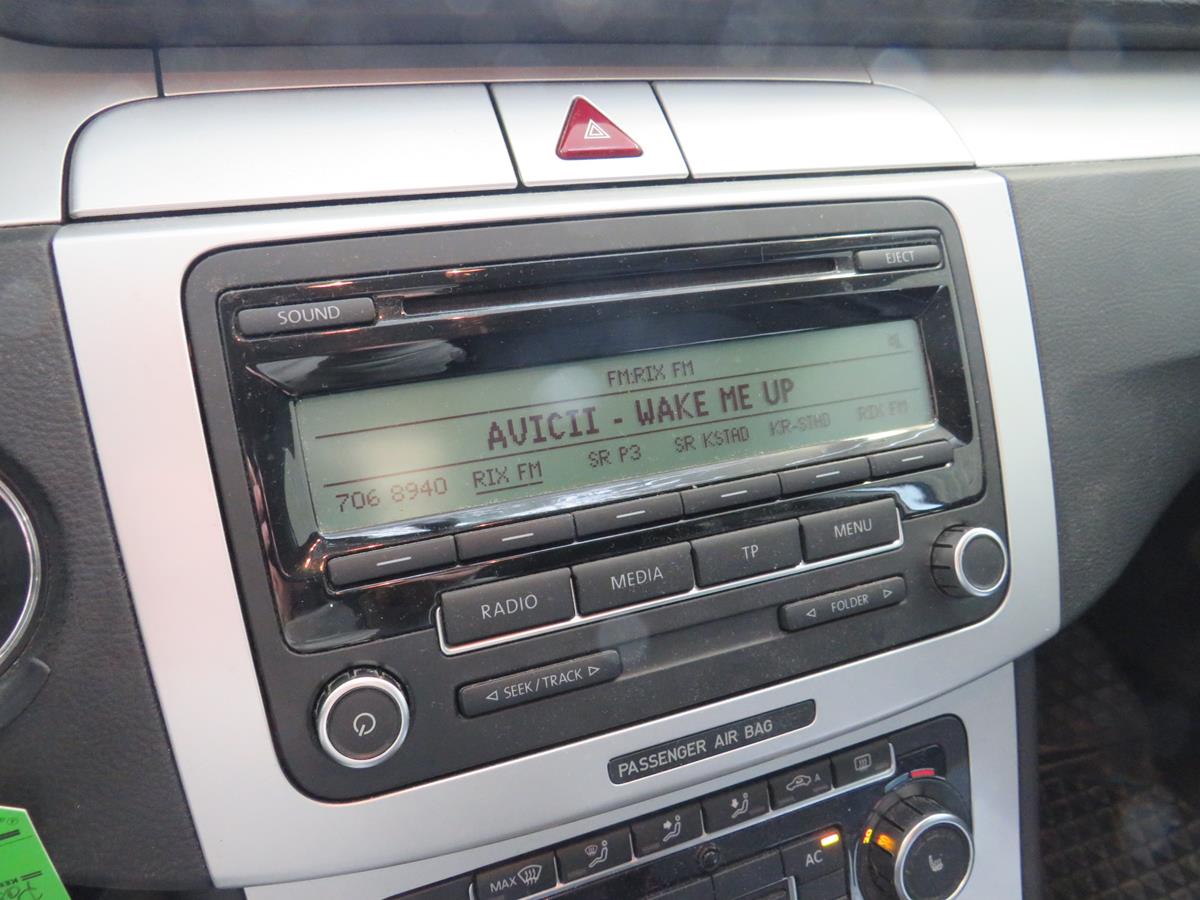 EJECT
SOUND
FM:RIX FM
AVICII - WAKE ME UP
706 8940 RIX FM SR P3 SR KSTAD KR-STAD RIX FM
RADIO MEDIA TP MENU
SEEK/TRACK FOLDER
PASSENGER AIR BAG
A
MAX AC